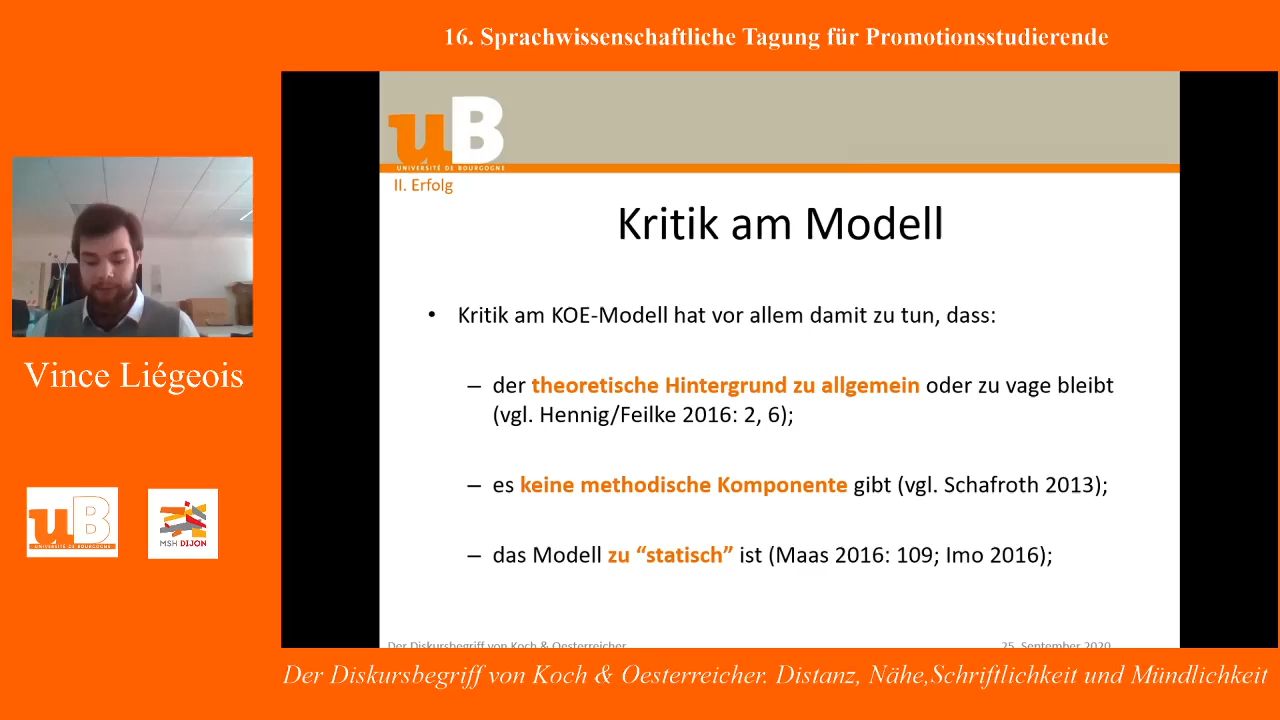 16. Sprachwissenschaftliche Tagung für Promotionsstudierende
uB
UNIVERSITÉ DE BOURGOGNE
II. Erfolg
Kritik am Modell
• Kritik am KOE-Modell hat vor allem damit zu tun, dass:
– der theoretische Hintergrund zu allgemein oder zu vage bleibt
(vgl. Hennig/Feilke 2016: 2, 6);
– es keine methodische Komponente gibt (vgl. Schafroth 2013);
– das Modell zu “statisch” ist (Maas 2016: 109; Imo 2016);
Der Diskursbegriff von Koch & Oesterreicher
25. September 2020
Vince Liégeois
uB
UNIVERSITÉ DE BOURGOGNE
MSH DIJON
Der Diskursbegriff von Koch & Oesterreicher. Distanz, Nähe,Schriftlichkeit und Mündlichkeit